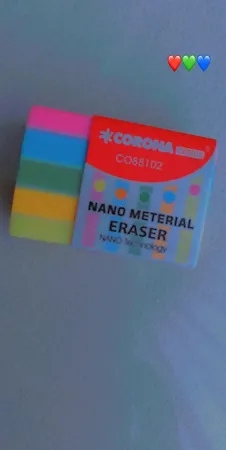 CORONA
CO88102
NANO METERIAL
ERASER
NANO Technology